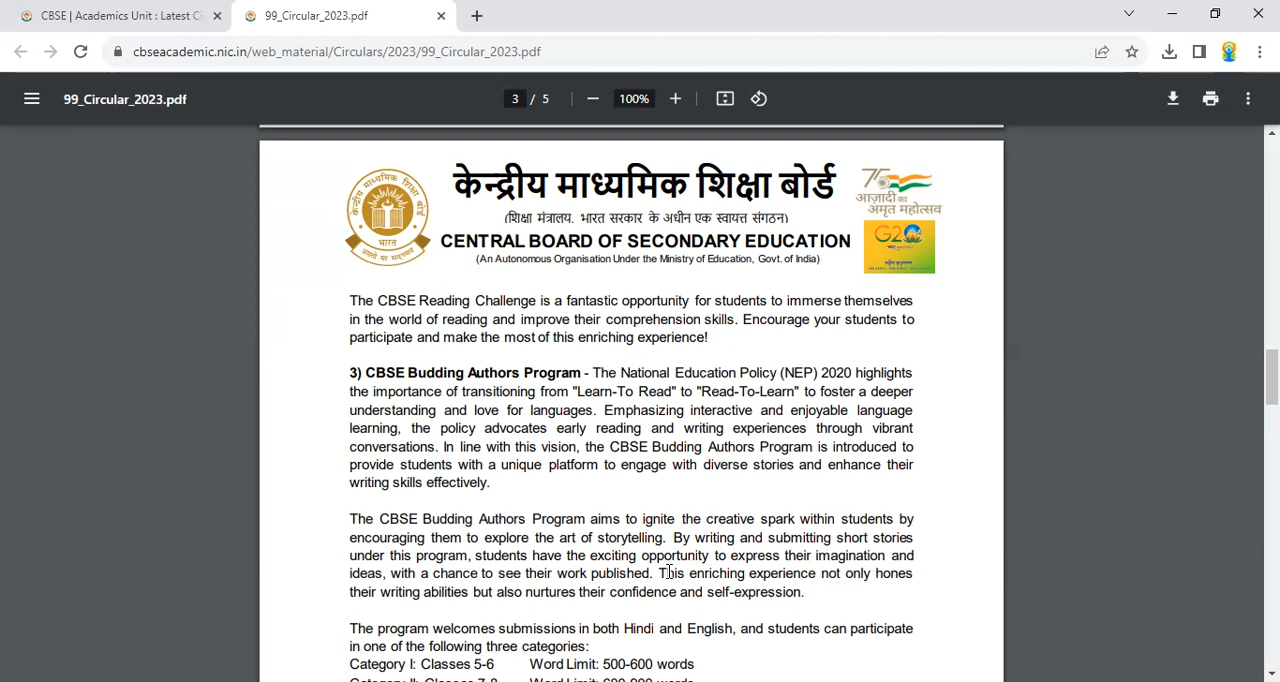 CBSE | Academics Unit : Latest Ci
99_Circular_2023.pdf
cbseacademic.nic.in/web_material/Circulars/2023/99_Circular_2023.pdf
99_Circular_2023.pdf
3 / 5
100%
केन्द्रीय माध्यमिक शिक्षा बोर्ड
(शिक्षा मंत्रालय, भारत सरकार के अधीन एक स्वायत्त संगठन)
CENTRAL BOARD OF SECONDARY EDUCATION
(An Autonomous Organisation Under the Ministry of Education, Govt. of India)
भारत
75
आज़ादी का
अमृत महोत्सव
G20
The CBSE Reading Challenge is a fantastic opportunity for students to immerse themselves
in the world of reading and improve their comprehension skills. Encourage your students to
participate and make the most of this enriching experience!
3) CBSE Budding Authors Program - The National Education Policy (NEP) 2020 highlights
the importance of transitioning from "Learn-To Read" to "Read-To-Learn" to foster a deeper
understanding and love for languages. Emphasizing interactive and enjoyable language
learning, the policy advocates early reading and writing experiences through vibrant
conversations. In line with this vision, the CBSE Budding Authors Program is introduced to
provide students with a unique platform to engage with diverse stories and enhance their
writing skills effectively.
The CBSE Budding Authors Program aims to ignite the creative spark within students by
encouraging them to explore the art of storytelling. By writing and submitting short stories
under this program, students have the exciting opportunity to express their imagination and
ideas, with a chance to see their work published. This enriching experience not only hones
their writing abilities but also nurtures their confidence and self-expression.
The program welcomes submissions in both Hindi and English, and students can participate
in one of the following three categories:
Category I: Classes 5-6 Word Limit: 500-600 words
Category II: Classes 7-8 Word Limit: 600-800 words